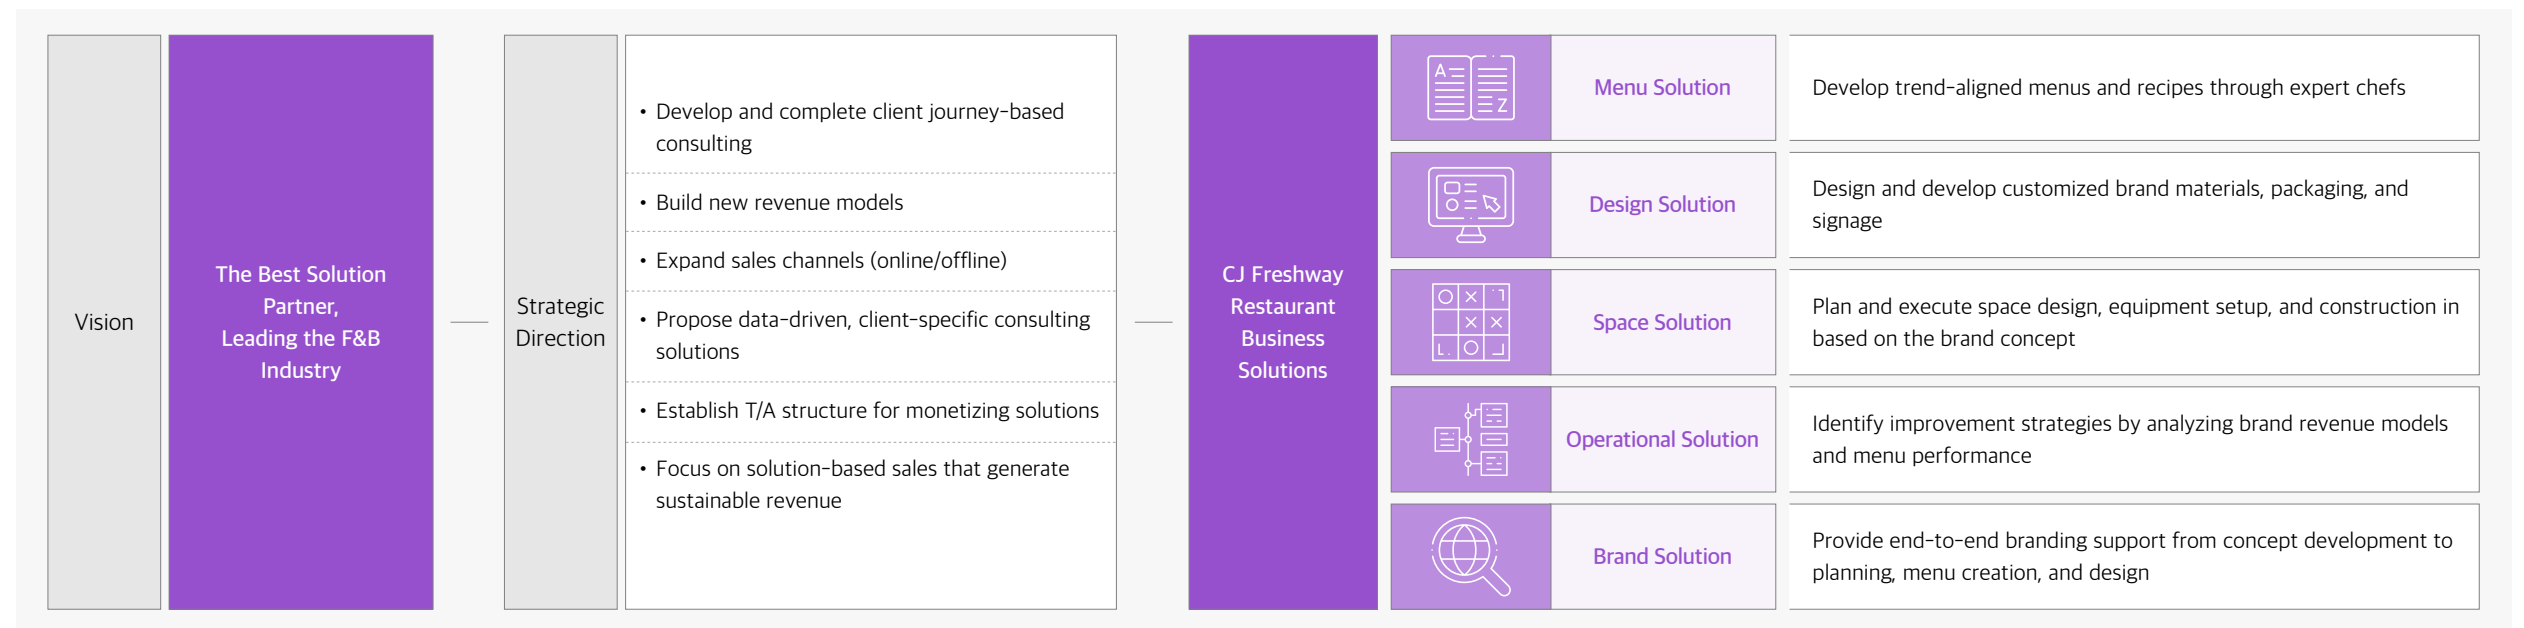 Vision
The Best Solution
Partner,
Leading the F&B
Industry
Strategic
Direction
• Develop and complete client journey-based
consulting
• Build new revenue models
• Expand sales channels (online/offline)
• Propose data-driven, client-specific consulting
solutions
• Establish T/A structure for monetizing solutions
• Focus on solution-based sales that generate
sustainable revenue
CJ Freshway
Restaurant
Business
Solutions
A
Z
Menu Solution
Develop trend-aligned menus and recipes through expert chefs
Design Solution
Design and develop customized brand materials, packaging, and
signage
Space Solution
Plan and execute space design, equipment setup, and construction in
based on the brand concept
Operational Solution
Identify improvement strategies by analyzing brand revenue models
and menu performance
Brand Solution
Provide end-to-end branding support from concept development to
planning, menu creation, and design